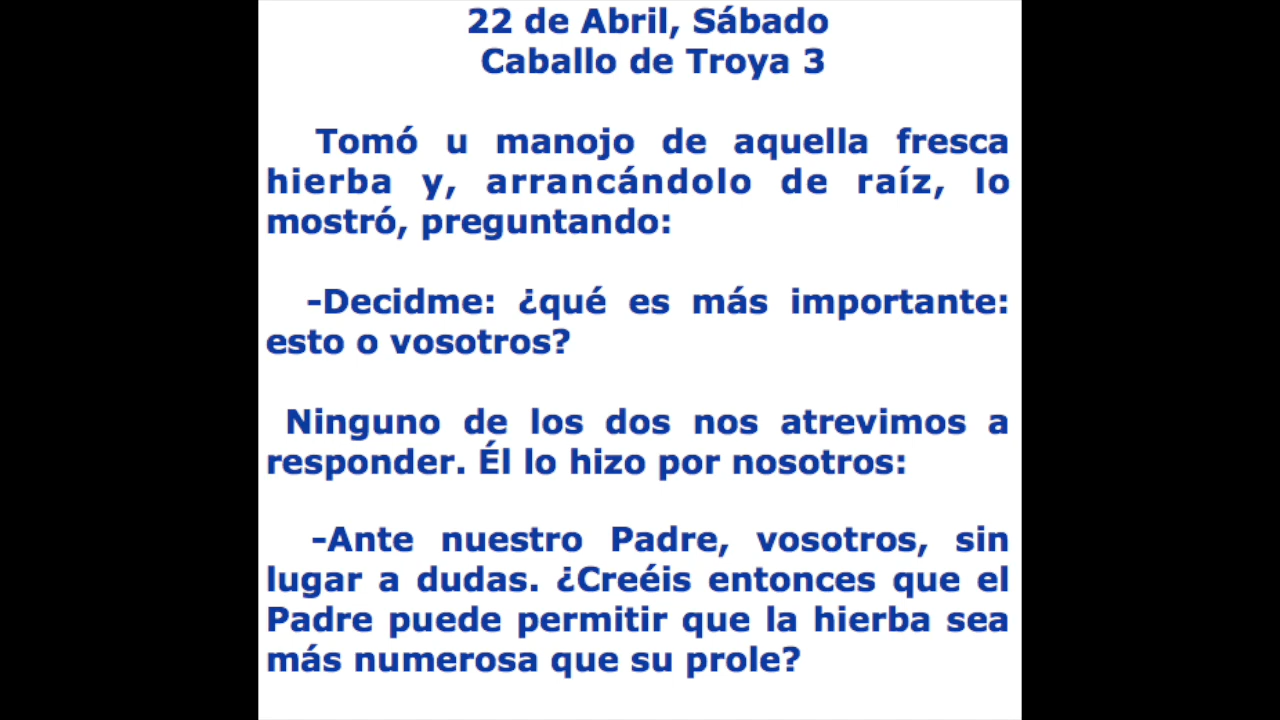 22 de Abril, Sábado
Caballo de Troya 3
Tomó u manojo de aquella fresca
hierba y, arrancándolo de raíz, lo
mostró, preguntando:
-Decidme: ¿qué es más importante:
esto o vosotros?
Ninguno de los dos nos atrevimos a
responder. Él lo hizo por nosotros:
-Ante nuestro Padre, vosotros, sin
lugar a dudas. ¿Creéis entonces que el
Padre puede permitir que la hierba sea
más numerosa que su prole?